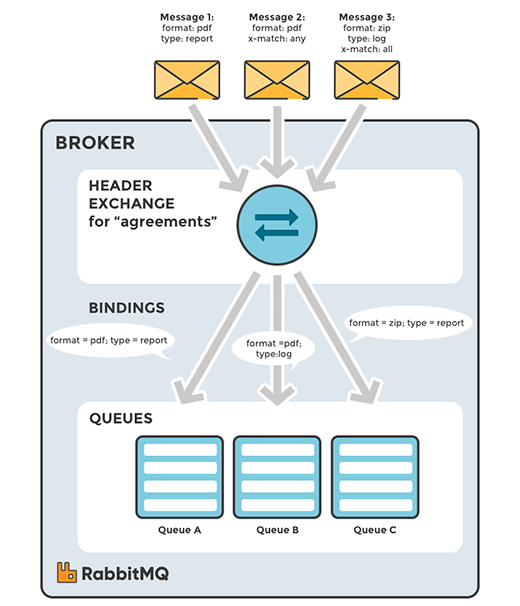 Message 1:
format: pdf
type: report
Message 2:
format: pdf
x-match: any
Message 3:
format: zip
type: log
x-match: all
BROKER
HEADER
EXCHANGE
for “agreements”
BINDINGS
format = pdf; type = report
format =pdf;
type:log
format = zip; type = report
QUEUES
Queue A
Queue B
Queue C
RabbitMQ